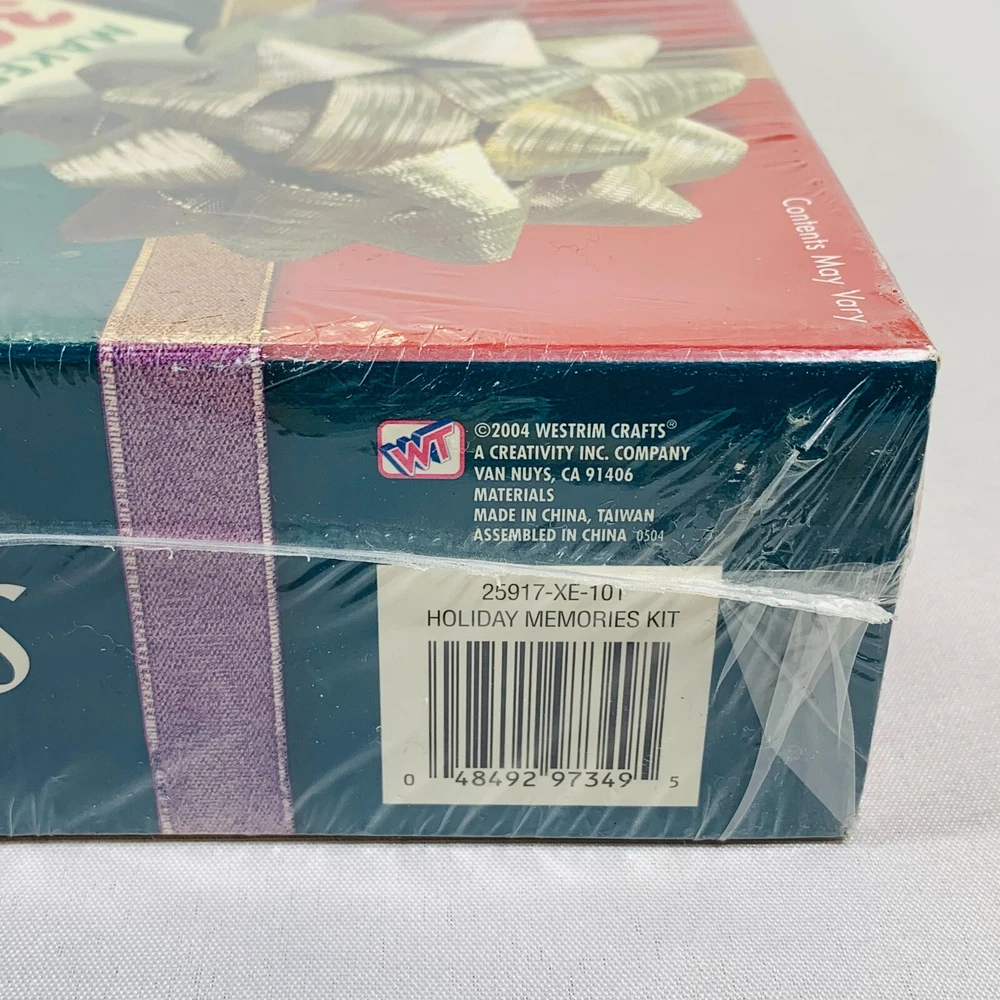 MAKES
Contents May Vary
WT
©2004 WESTRIM CRAFTS®
A CREATIVITY INC. COMPANY
VAN NUYS, CA 91406
MATERIALS
MADE IN CHINA, TAIWAN
ASSEMBLED IN CHINA 0504
S
25917-XE-101
HOLIDAY MEMORIES KIT
0 48492 97349 5